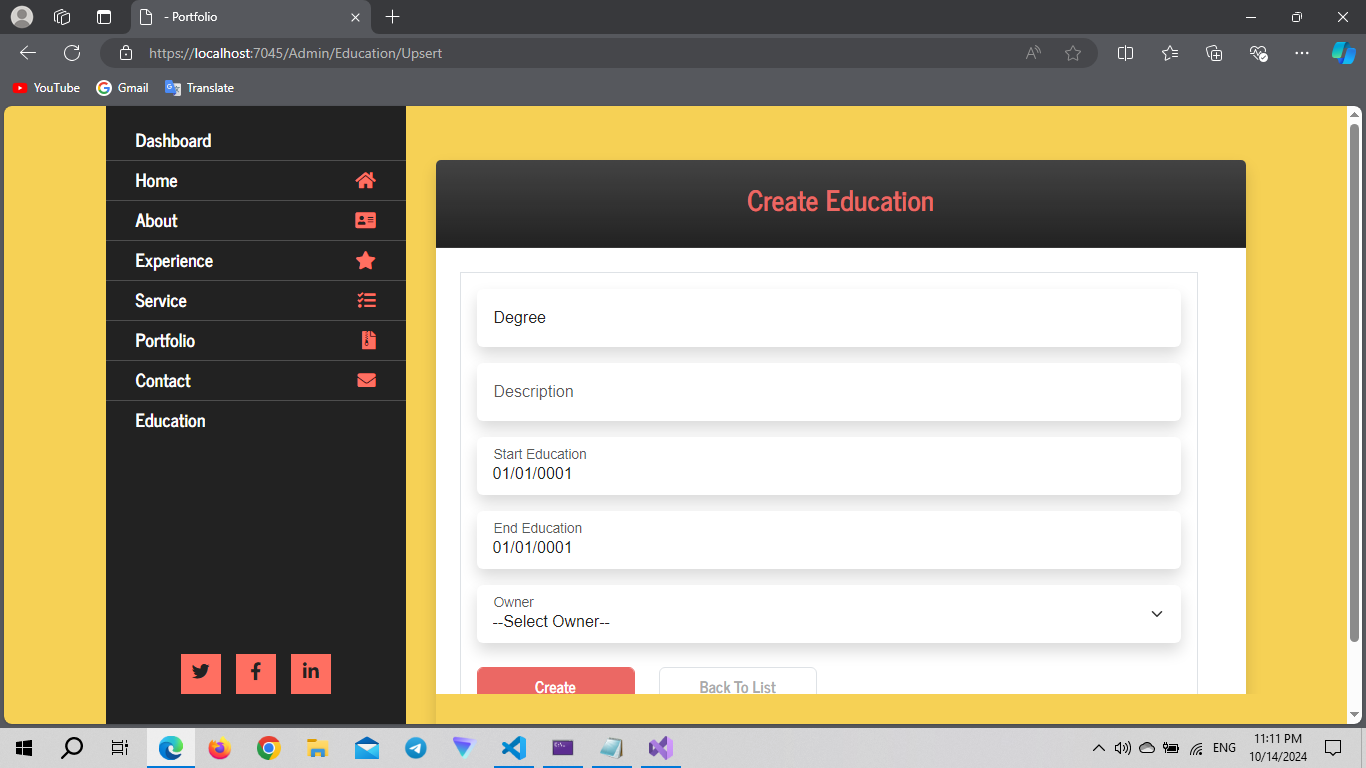 - Portfolio
https://localhost:7045/Admin/Education/Upsert
YouTube
Gmail
Translate
Dashboard
Home
About
Experience
Service
Portfolio
Contact
Education
Create Education
Degree
Description
Start Education
01/01/0001
End Education
01/01/0001
Owner
--Select Owner--
Create
Back To List
ENG
11:11 PM
10/14/2024